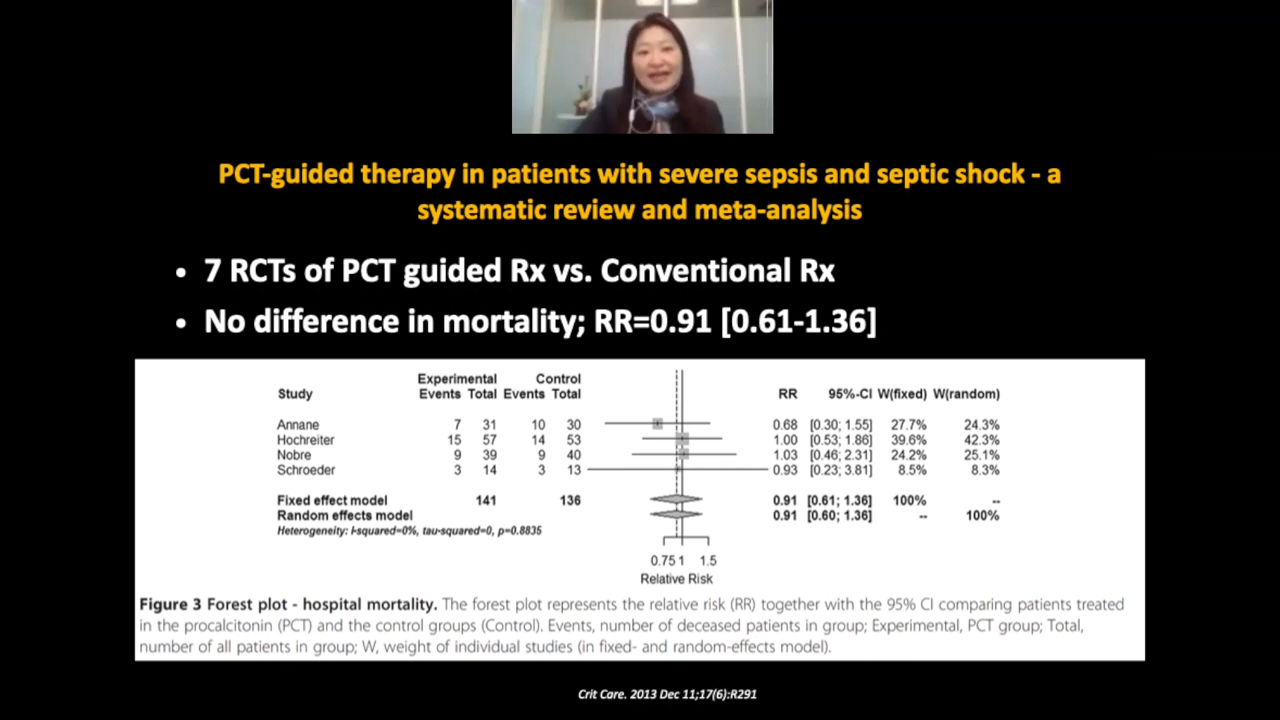 PCT-guided therapy in patients with severe sepsis and septic shock - a
systematic review and meta-analysis
• 7 RCTs of PCT guided Rx vs. Conventional Rx
• No difference in mortality; RR=0.91 [0.61-1.36]
Experimental Control
Study Events Total Events Total RR 95%-CI W(fixed) W(random)
Annane 7 31 10 30 0.68 [0.30; 1.55] 27.7% 24.3%
Hochreiter 15 57 14 53 1.00 [0.53; 1.86] 39.6% 42.3%
Nobre 9 39 9 40 1.03 [0.46; 2.31] 24.2% 25.1%
Schroeder 3 14 3 13 0.93 [0.23; 3.81] 8.5% 8.3%
Fixed effect model 141 136 0.91 [0.61; 1.36] 100% --
Random effects model 0.91 [0.60; 1.36] -- 100%
Heterogeneity: I-squared=0%, tau-squared=0, p=0.8835
0.75 1 1.5
Relative Risk
Figure 3 Forest plot - hospital mortality. The forest plot represents the relative risk (RR) together with the 95% CI comparing patients treated
in the procalcitonin (PCT) and the control groups (Control). Events, number of deceased patients in group; Experimental, PCT group; Total,
number of all patients in group; W, weight of individual studies (in fixed- and random-effects model).
Crit Care. 2013 Dec 11;17(6):R291